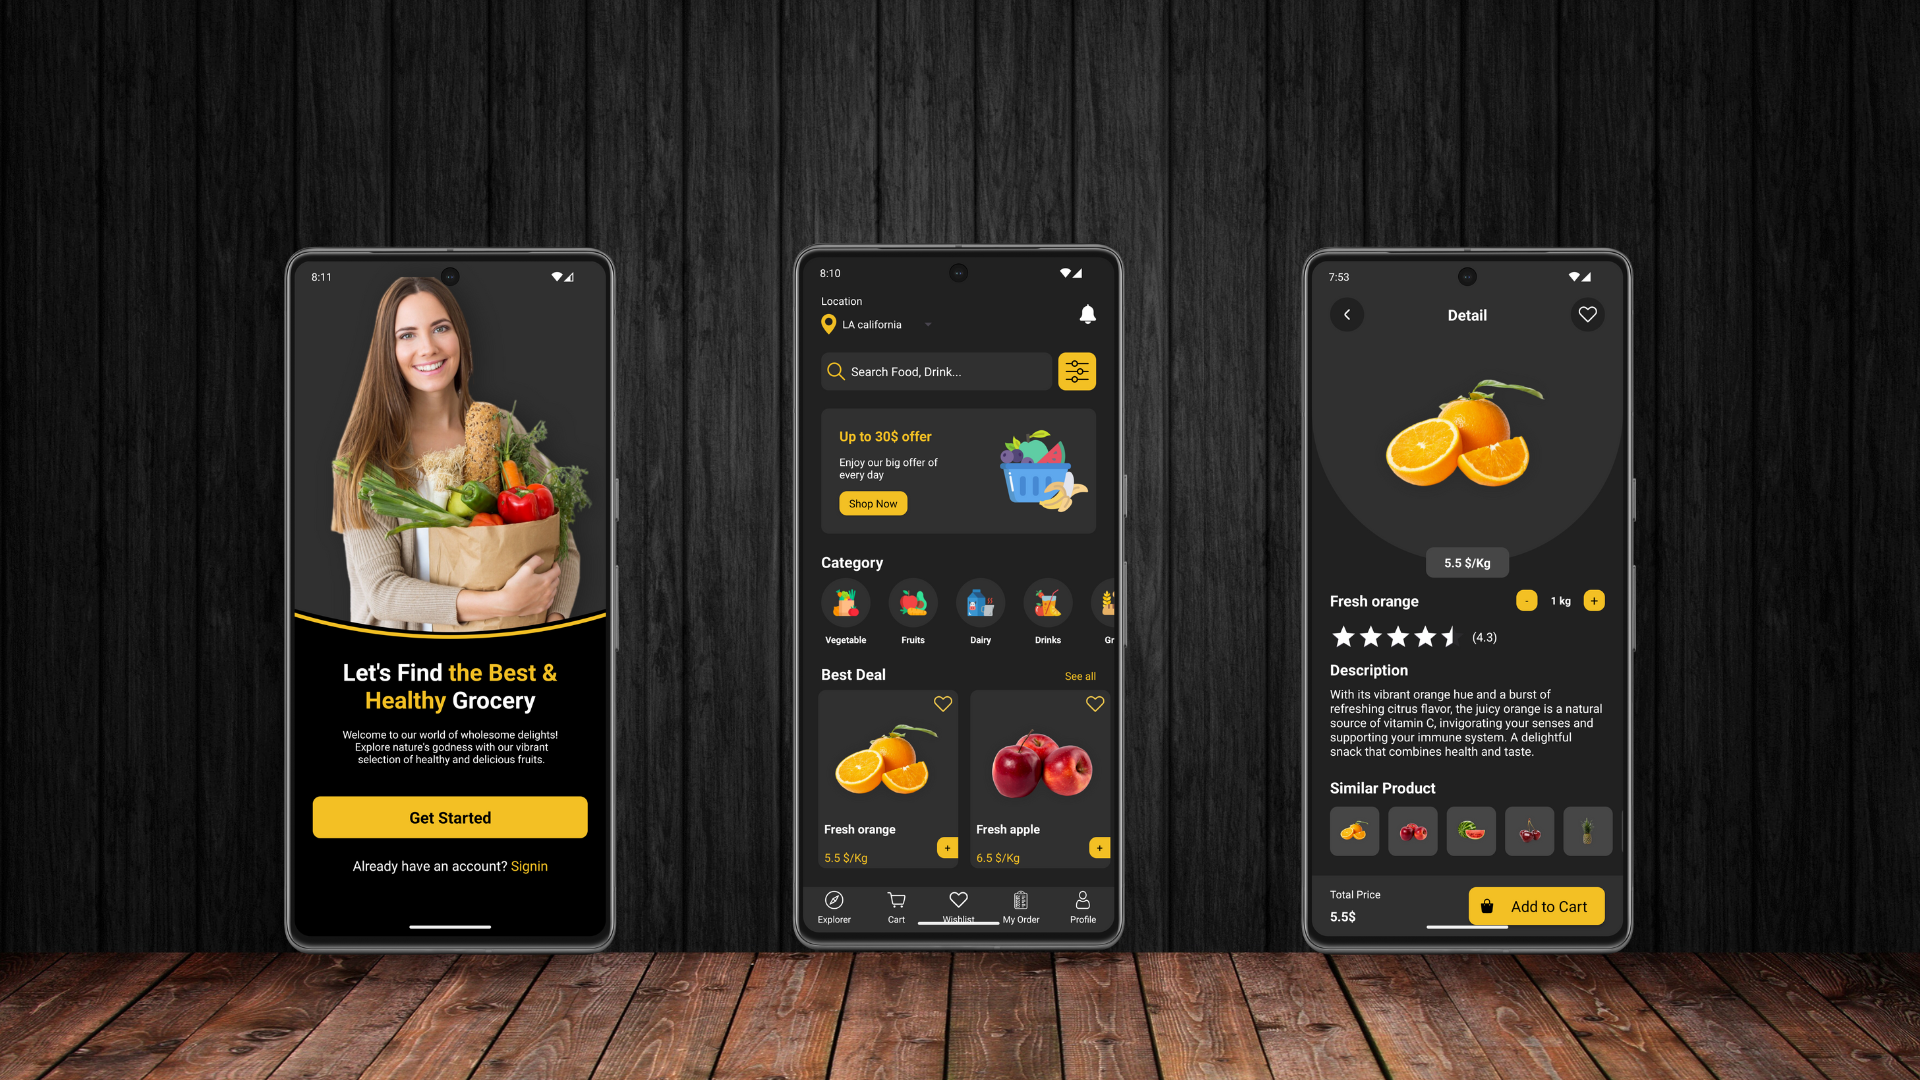 8:11
Let's Find the Best &
Healthy Grocery
Welcome to our world of wholesome delights!
Explore nature's godness with our vibrant
selection of healthy and delicious fruits.
Get Started
Already have an account? Signin
8:10
Location
LA california
Search Food, Drink...
Up to 30$ offer
Enjoy our big offer of
every day
Shop Now
Category
Vegetable
Fruits
Dairy
Drinks
Gr
Best Deal
See all
Fresh orange
5.5 $/Kg
+
Fresh apple
6.5 $/Kg
+
Explorer
Cart
Wishlist
My Order
Profile
7:53
Detail
5.5 $/Kg
Fresh orange
-
1 kg
+
(4.3)
Description
With its vibrant orange hue and a burst of
refreshing citrus flavor, the juicy orange is a natural
source of vitamin C, invigorating your senses and
supporting your immune system. A delightful
snack that combines health and taste.
Similar Product
Total Price
5.5$
Add to Cart